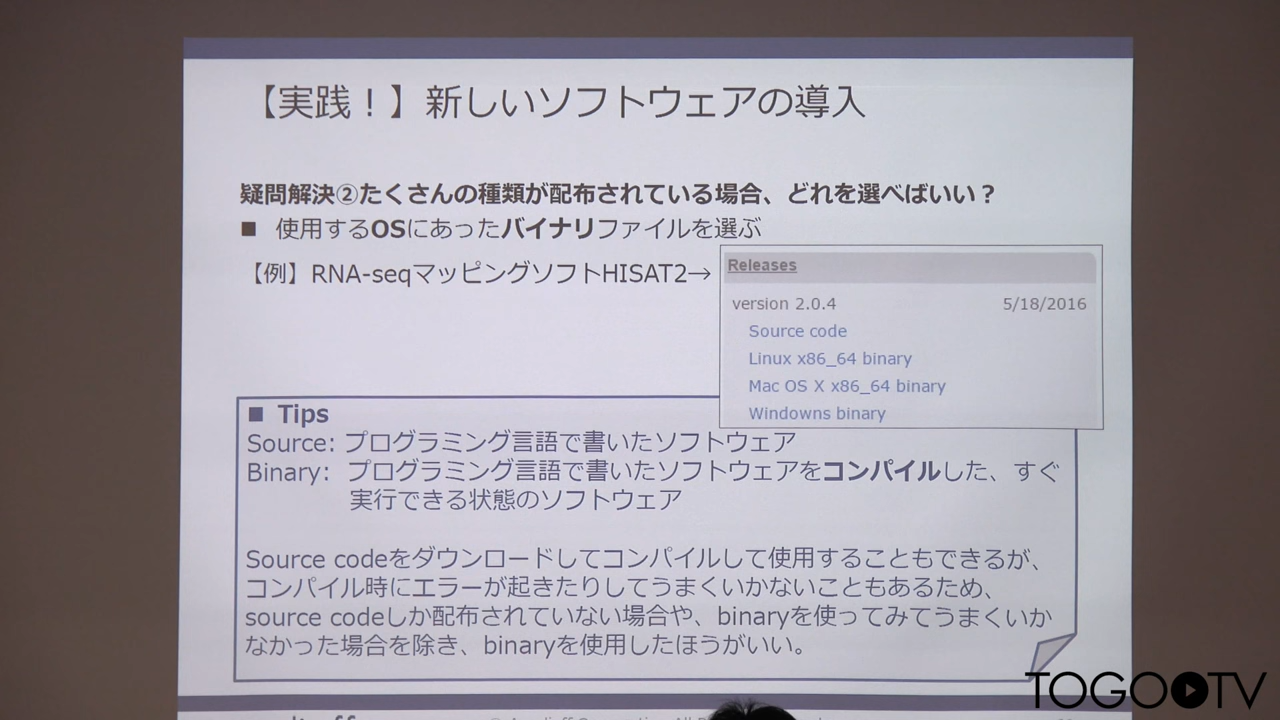 【実践！】新しいソフトウェアの導入
疑問解決②たくさんの種類が配布されている場合、どれを選べばいい？
■ 使用するOSにあったバイナリファイルを選ぶ
【例】RNA-seqマッピングソフトHISAT2→
Releases
version 2.0.4 5/18/2016
Source code
Linux x86_64 binary
Mac OS X x86_64 binary
Windowns binary
■ Tips
Source: プログラミング言語で書いたソフトウェア
Binary: プログラミング言語で書いたソフトウェアをコンパイルした、すぐ
実行できる状態のソフトウェア
Source codeをダウンロードしてコンパイルして使用することもできるが、
コンパイル時にエラーが起きたりしてうまくいかないこともあるため、
source codeしか配布されていない場合や、binaryを使ってみてうまくいか
なかった場合を除き、binaryを使用したほうがいい。
TOGOTV